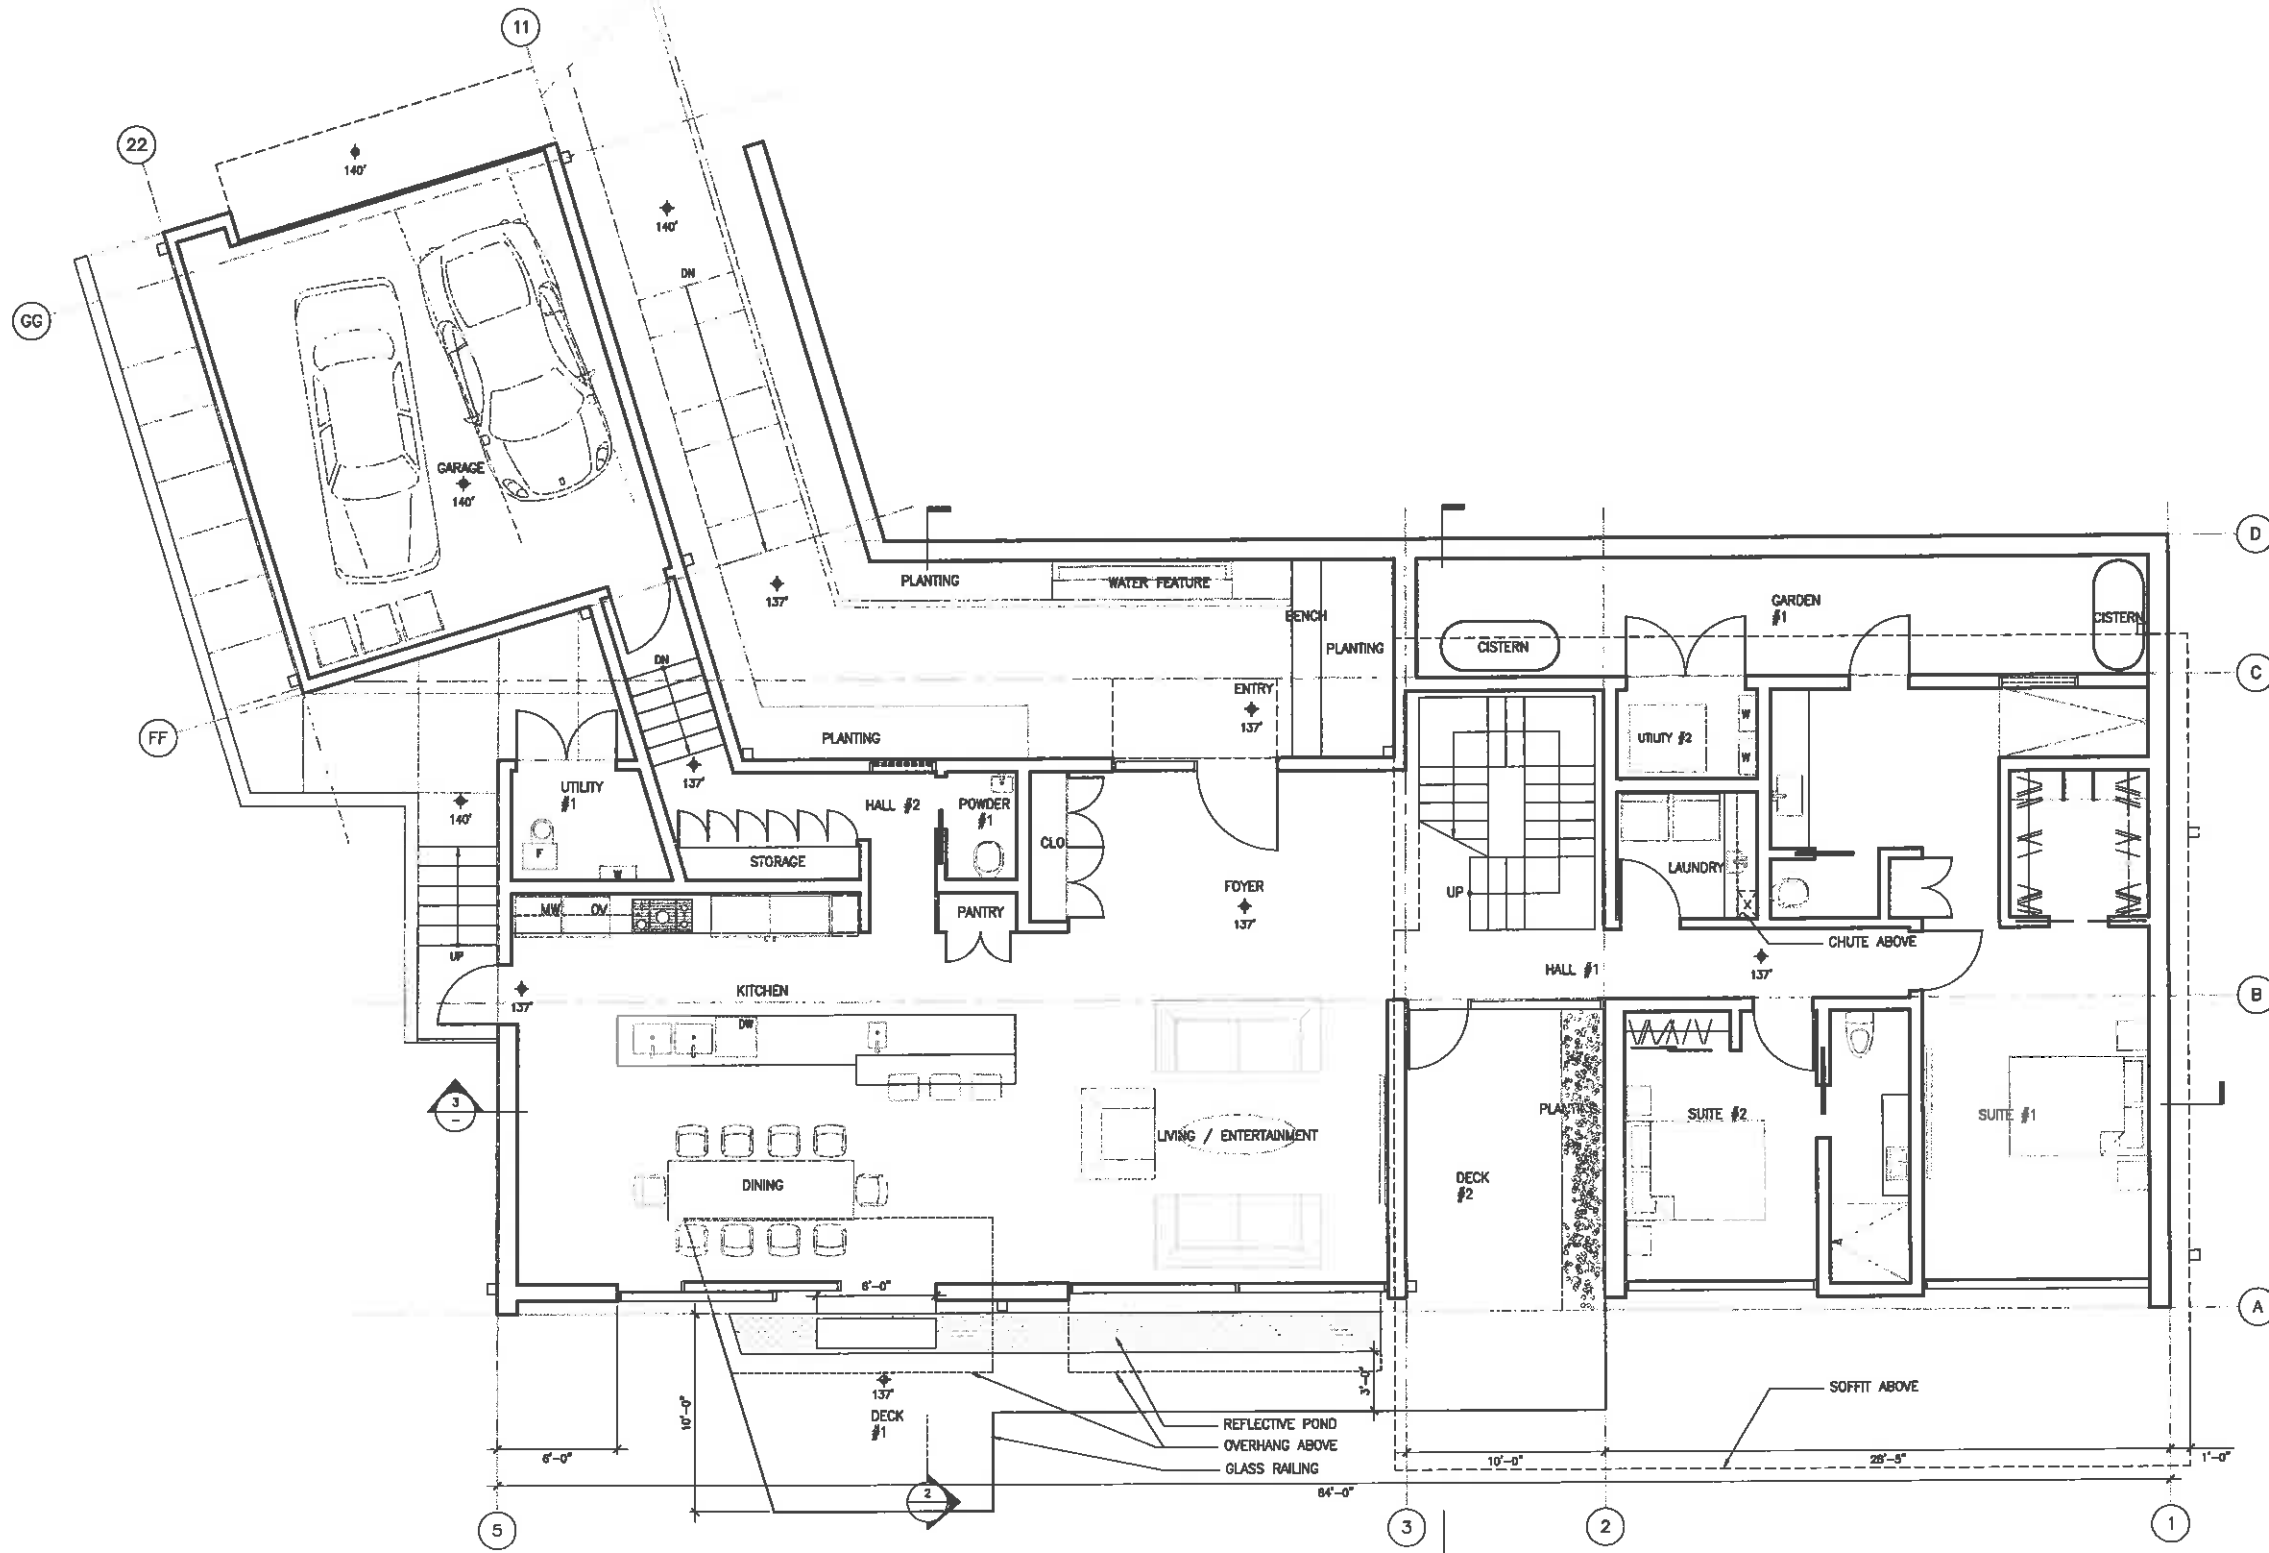 11
22
140'
140'
DN
GG
GARAGE
140'
D
PLANTING
WATER FEATURE
137'
BENCH
GARDEN
#1
CISTERN
CISTERN
PLANTING
DN
C
ENTRY
137'
FF
PLANTING
W
UTILITY #2
W
137'
UTILITY
#1
HALL #2
POWDER
#1
140'
CLO
F
W
STORAGE
LAUNDRY
FOYER
137'
UP
X
MW
OV
PANTRY
CHUTE ABOVE
UP
HALL #1
137'
137'
KITCHEN
B
DW
3
SUITE #2
SUITE #1
LIVING / ENTERTAINMENT
DINING
DECK
#2
6'-0"
A
137'
3'-0"
SOFFIT ABOVE
10'-0"
DECK
#1
REFLECTIVE POND
OVERHANG ABOVE
GLASS RAILING
6'-0"
10'-0"
28'-5"
1'-0"
84'-0"
2
5
3
2
1